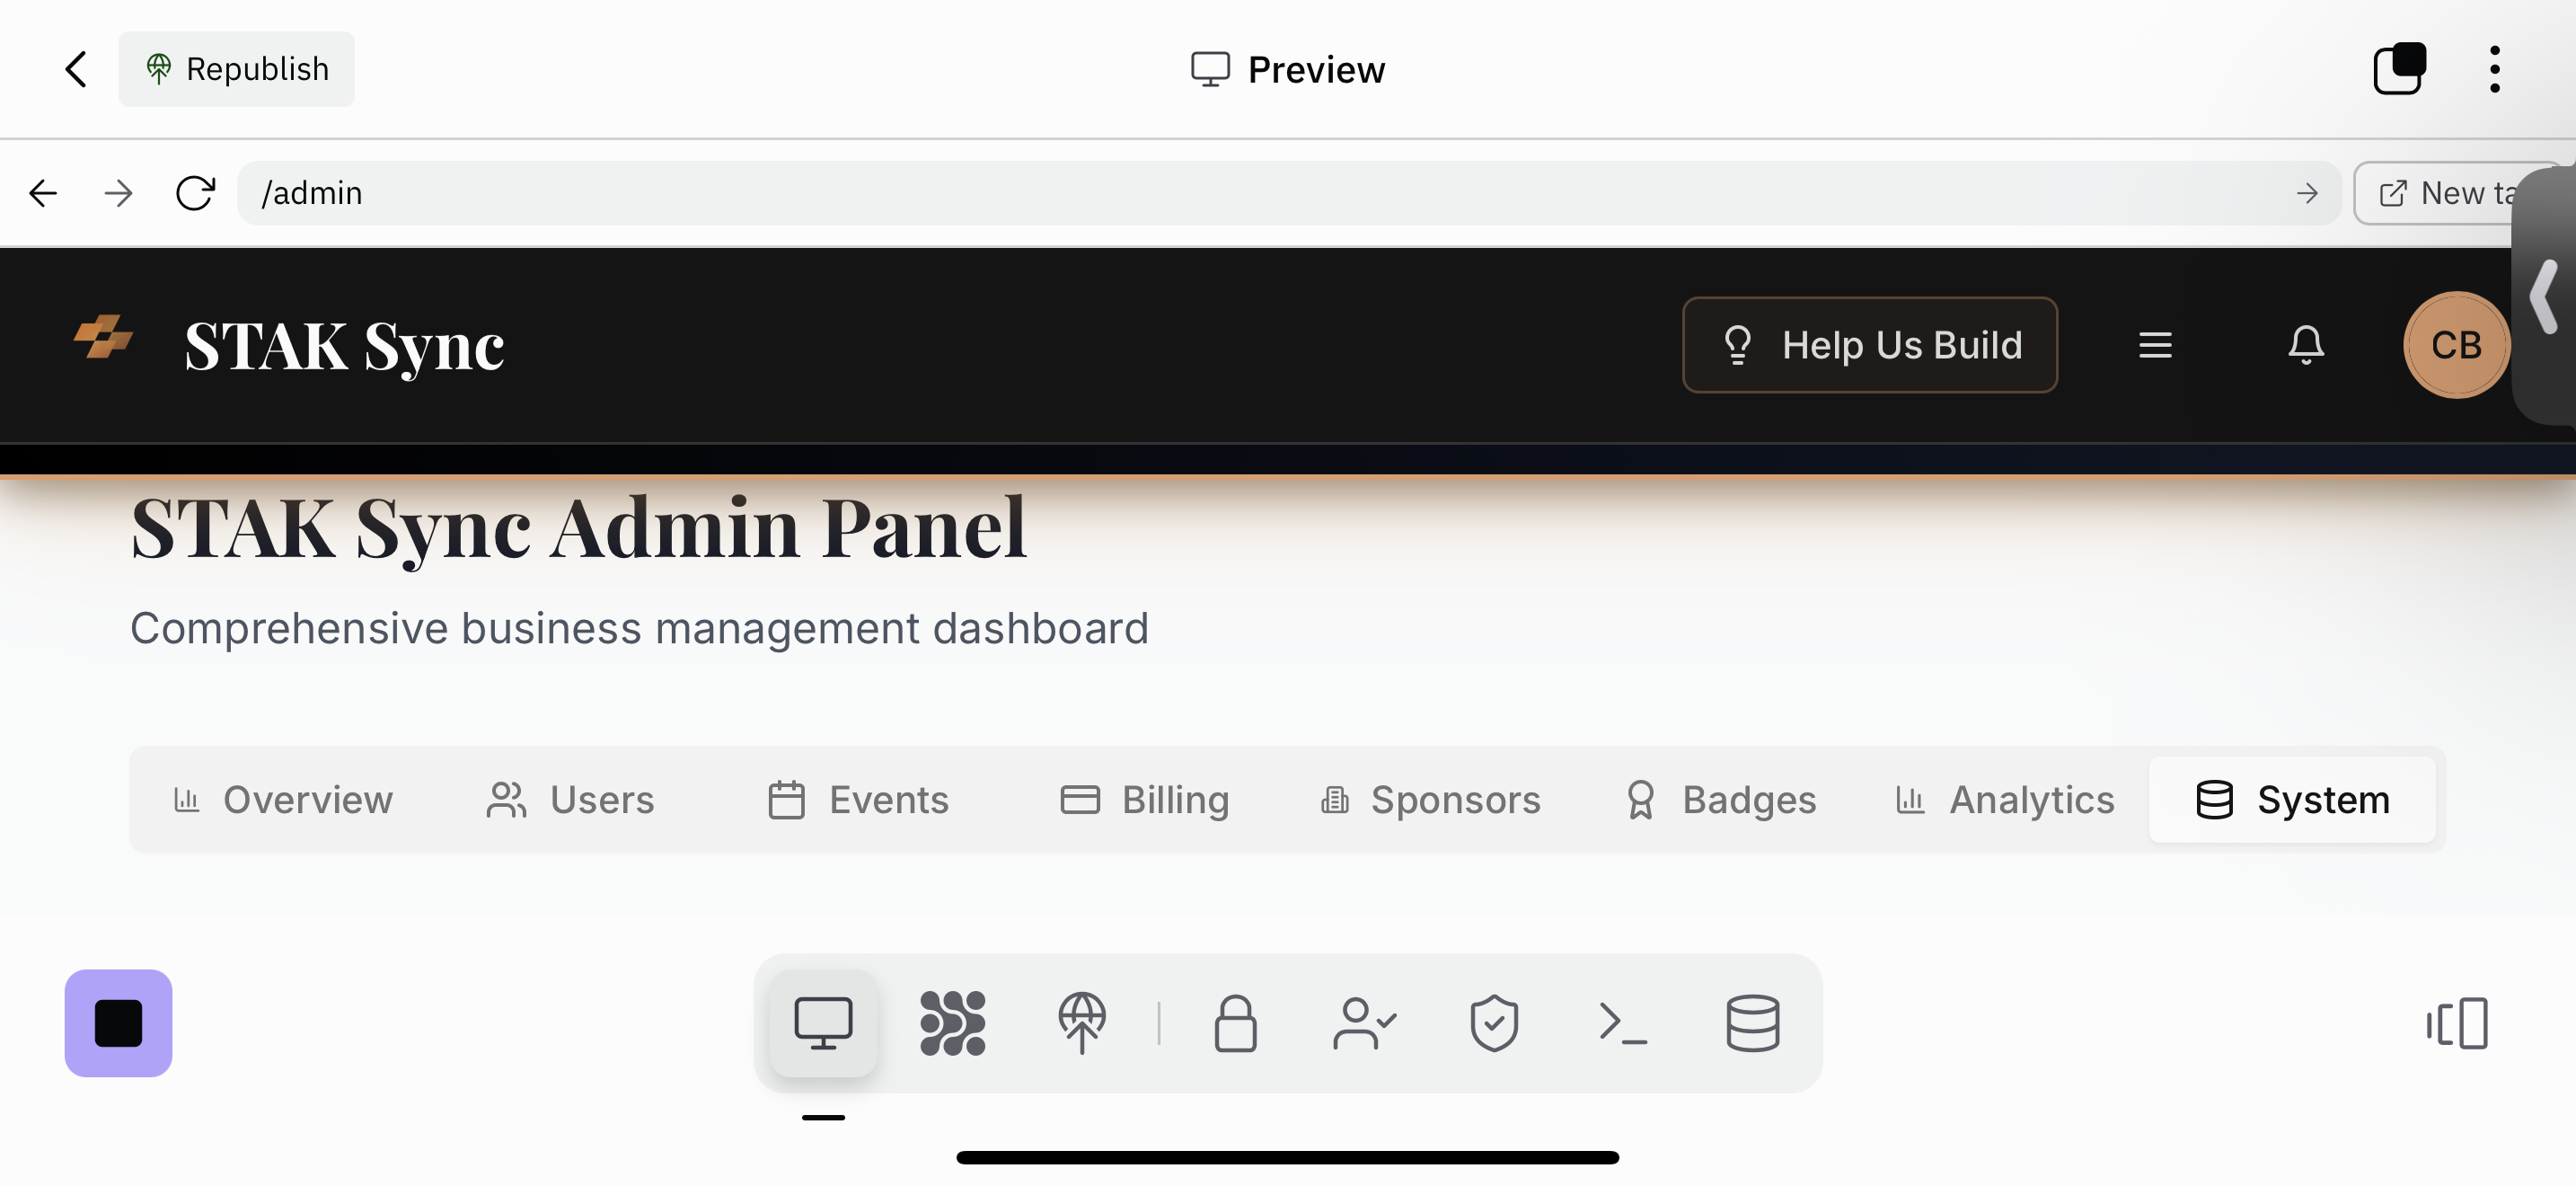 Republish
Preview
/admin
New ta
STAK Sync
Help Us Build
CB
STAK Sync Admin Panel
Comprehensive business management dashboard
Overview Users Events Billing Sponsors Badges Analytics System